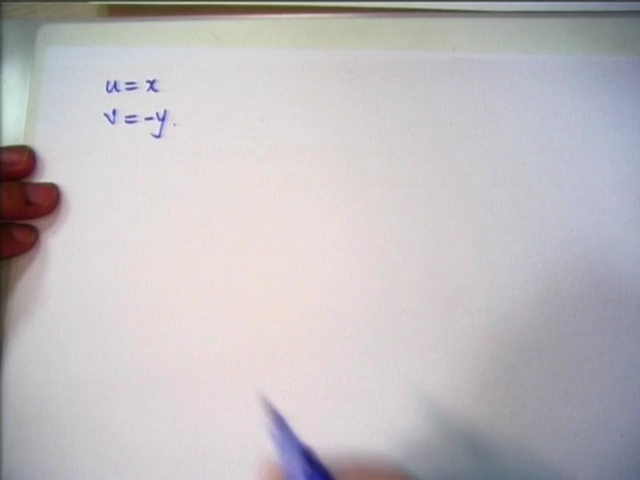 u = x
v = -y.